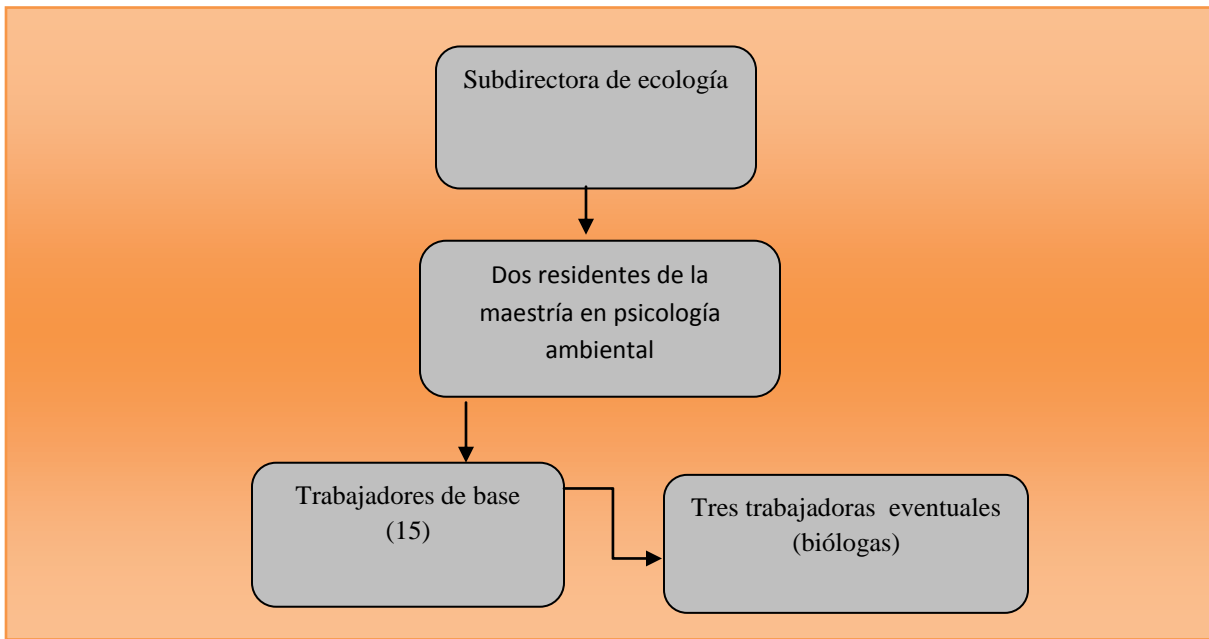 Subdirectora de ecología
Dos residentes de la
maestría en psicología
ambiental
Trabajadores de base
(15)
Tres trabajadoras eventuales
(biólogas)